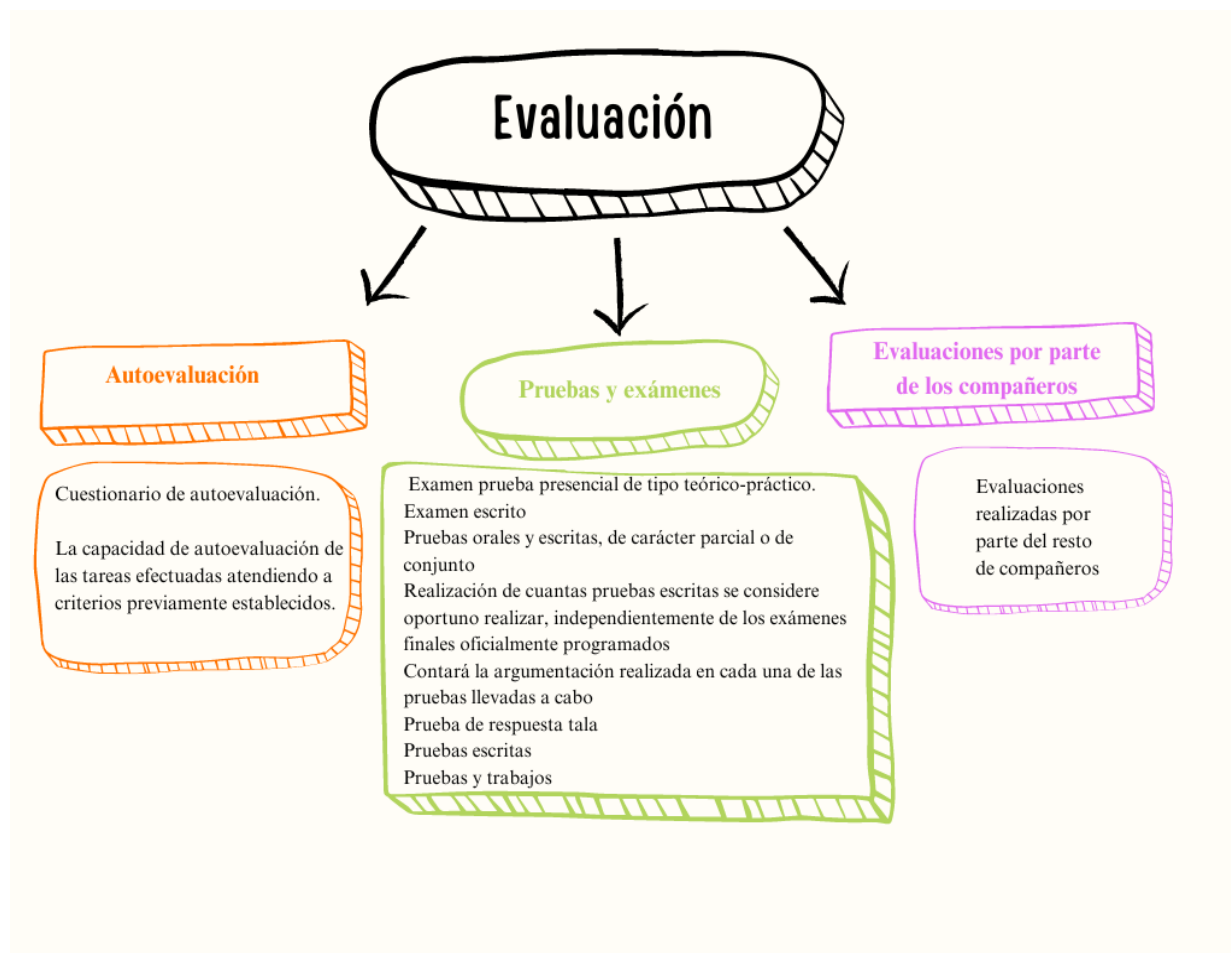 Evaluación
Autoevaluación
Cuestionario de autoevaluación.
La capacidad de autoevaluación de
las tareas efectuadas atendiendo a
criterios previamente establecidos.
Pruebas y exámenes
Examen prueba presencial de tipo teórico-práctico.
Examen escrito
Pruebas orales y escritas, de carácter parcial o de
conjunto
Realización de cuantas pruebas escritas se considere
oportuno realizar, independientemente de los exámenes
finales oficialmente programados
Contará la argumentación realizada en cada una de las
pruebas llevadas a cabo
Prueba de respuesta tala
Pruebas escritas
Pruebas y trabajos
Evaluaciones por parte
de los compañeros
Evaluaciones
realizadas por
parte del resto
de compañeros